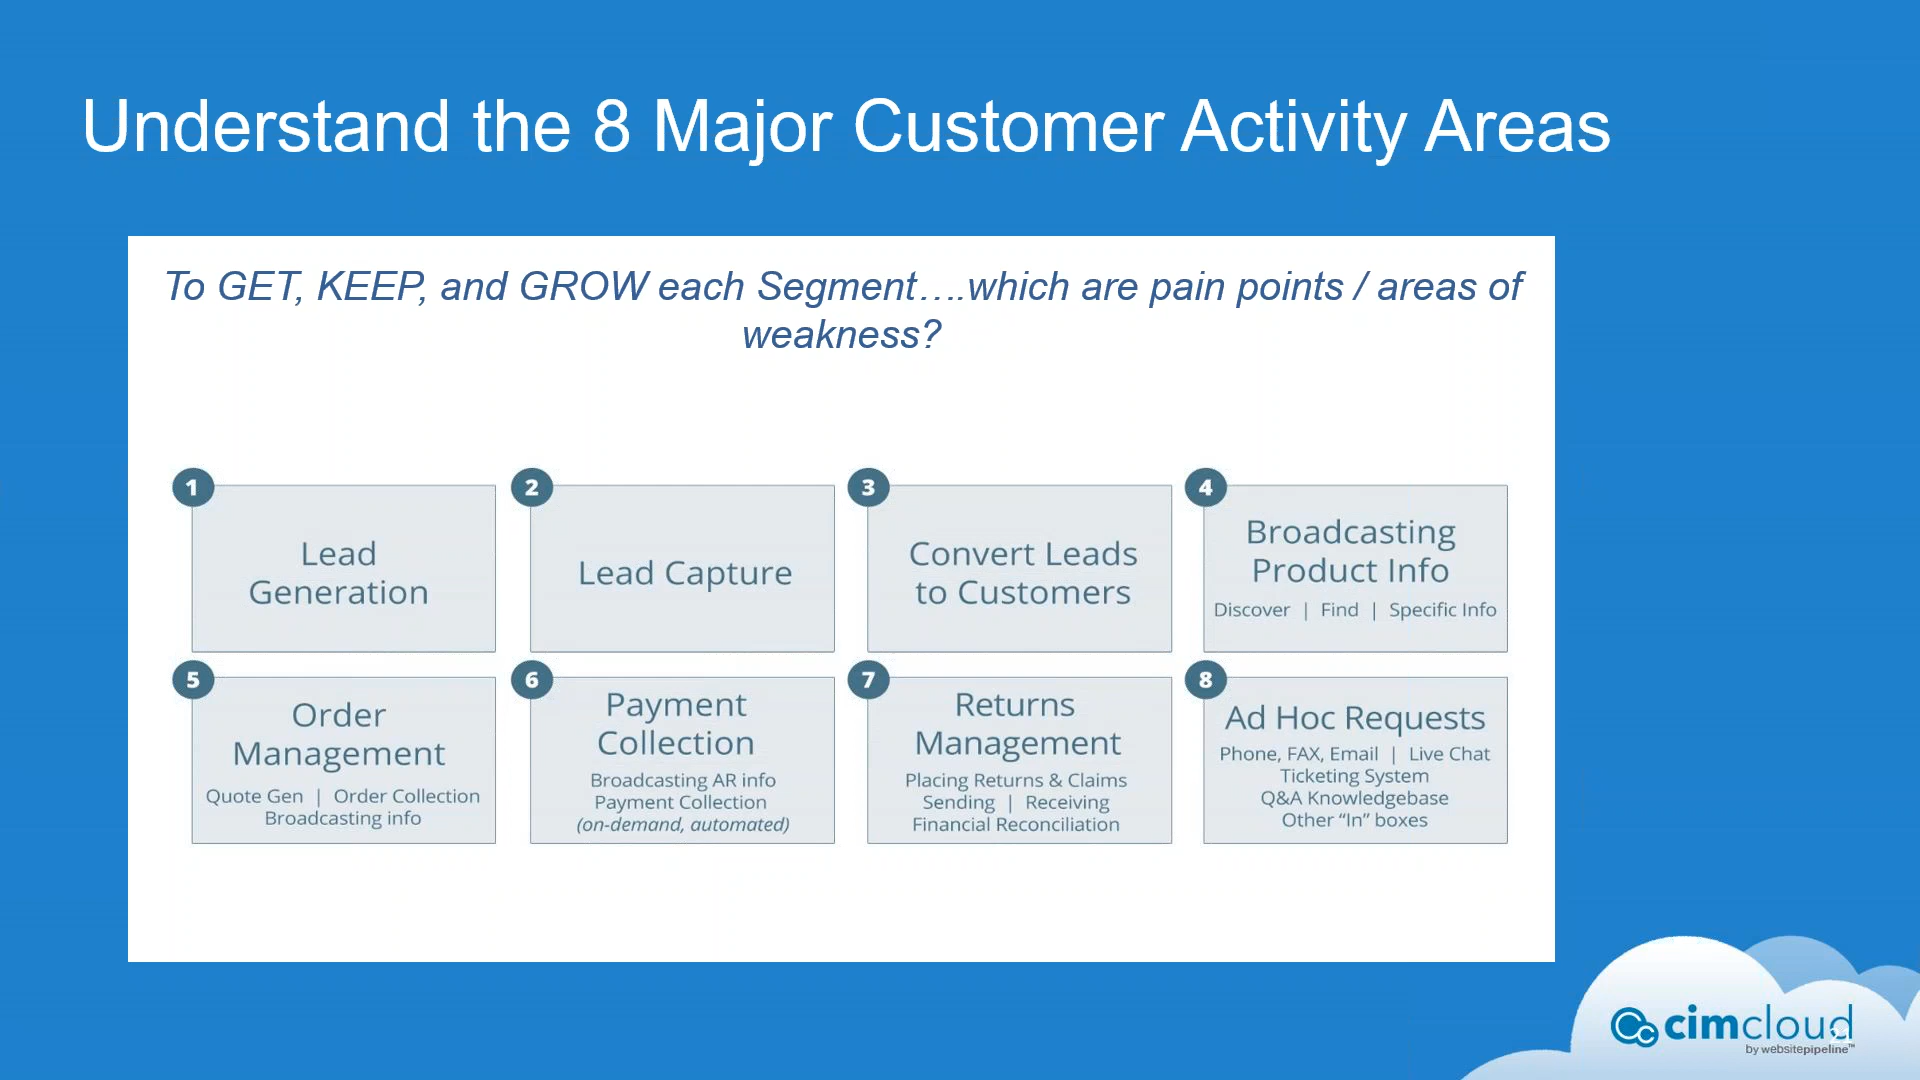 Understand the 8 Major Customer Activity Areas
To GET, KEEP, and GROW each Segment….which are pain points / areas of
weakness?
1
Lead
Generation
2
Lead Capture
3
Convert Leads
to Customers
4
Broadcasting
Product Info
Discover | Find | Specific Info
5
Order
Management
Quote Gen | Order Collection
Broadcasting info
6
Payment
Collection
Broadcasting AR info
Payment Collection
(on-demand, automated)
7
Returns
Management
Placing Returns & Claims
Sending | Receiving
Financial Reconciliation
8
Ad Hoc Requests
Phone, FAX, Email | Live Chat
Ticketing System
Q&A Knowledgebase
Other “In” boxes
cimcloud
by websitepipeline™